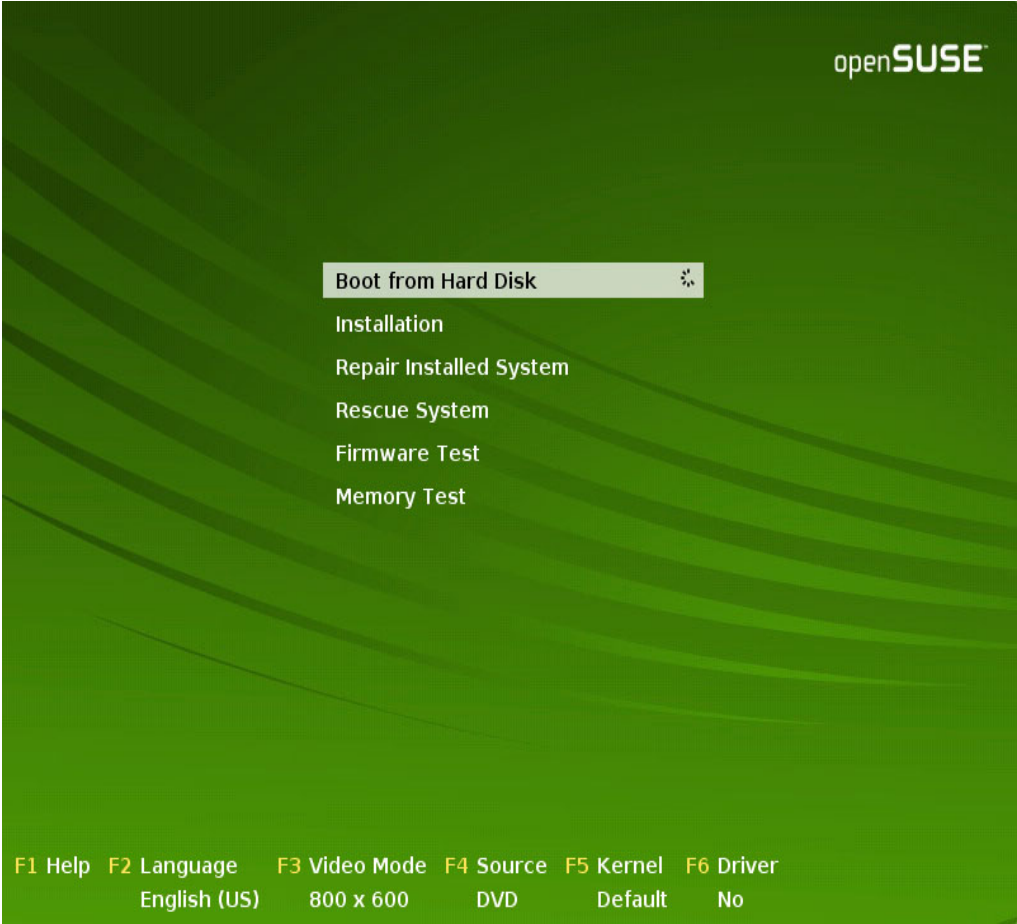 openSUSE
Boot from Hard Disk
Installation
Repair Installed System
Rescue System
Firmware Test
Memory Test
F1 Help F2 Language F3 Video Mode F4 Source F5 Kernel F6 Driver
English (US) 800 x 600 DVD Default No